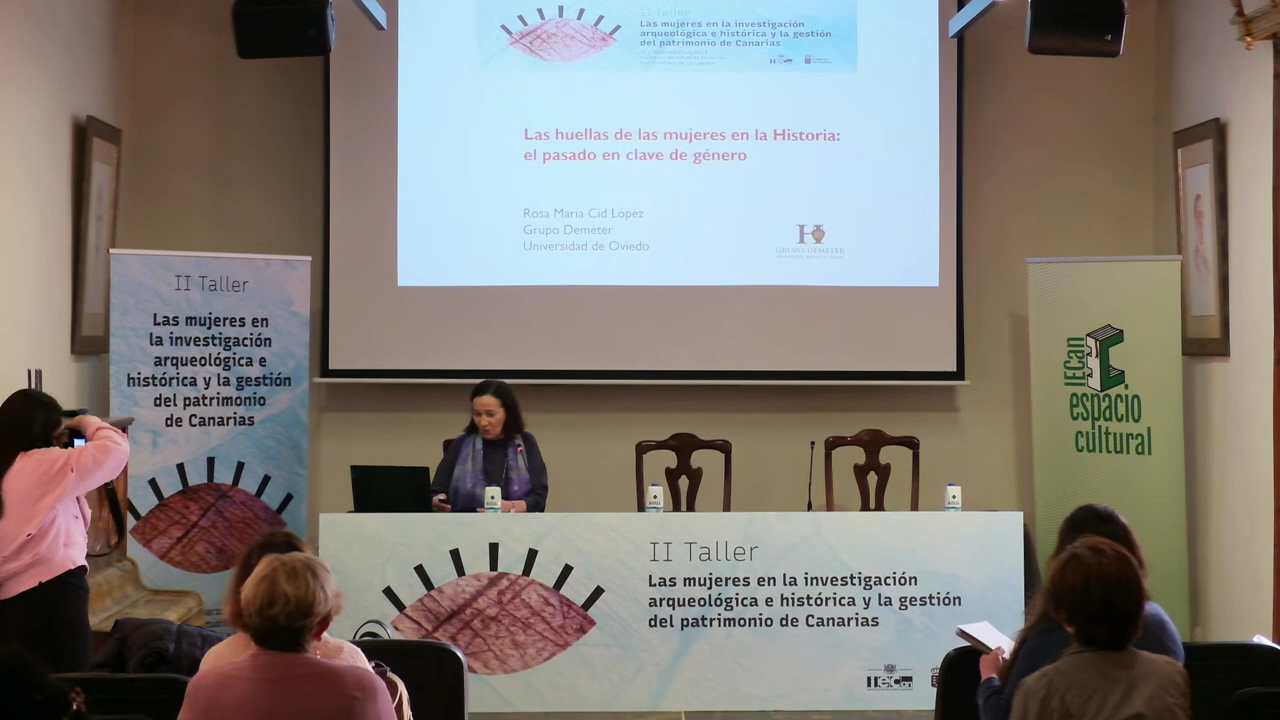 II Taller
Las mujeres en la investigación
arqueológica e histórica y la gestión
del patrimonio de Canarias
Las huellas de las mujeres en la Historia:
el pasado en clave de género
Rosa María Cid López
Grupo Deméter
Universidad de Oviedo
GRUPO DEMÉTER
II Taller
Las mujeres en
la investigación
arqueológica e
histórica y la gestión
del patrimonio
de Canarias
IECan
espacio
cultural
II Taller
Las mujeres en la investigación
arqueológica e histórica y la gestión
del patrimonio de Canarias
IECan